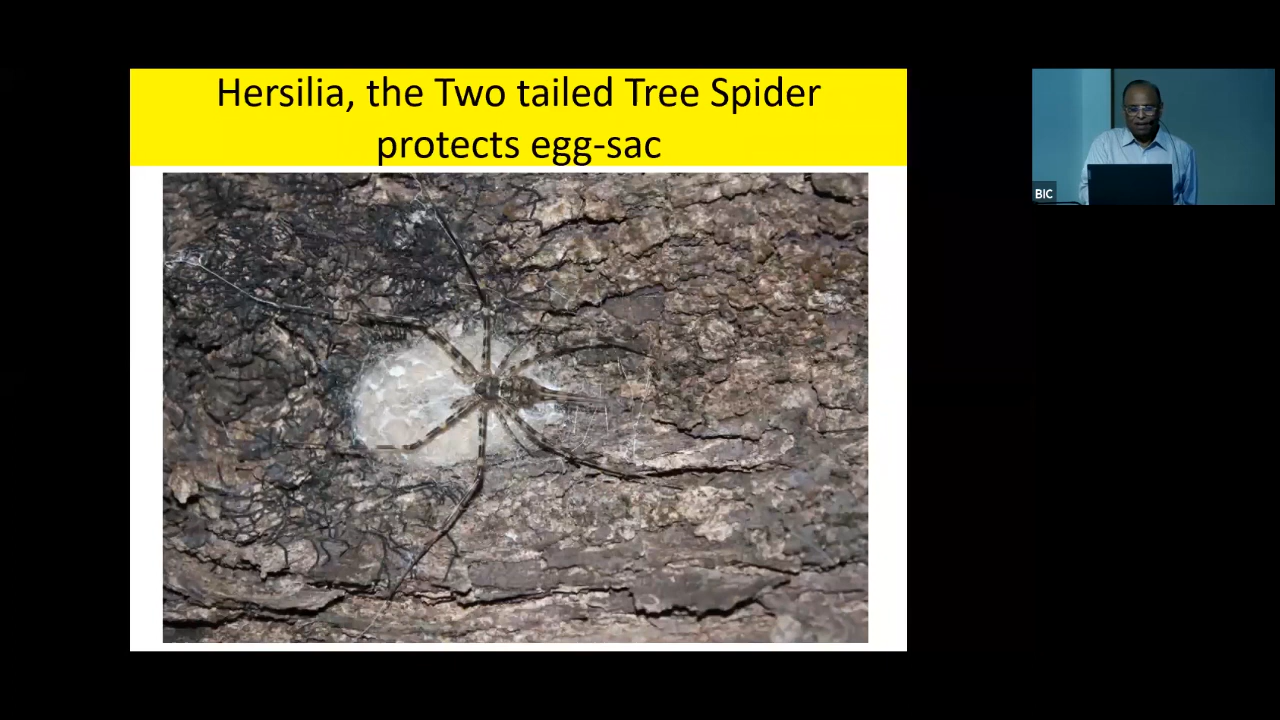 Hersilia, the Two tailed Tree Spider
protects egg-sac
BIC